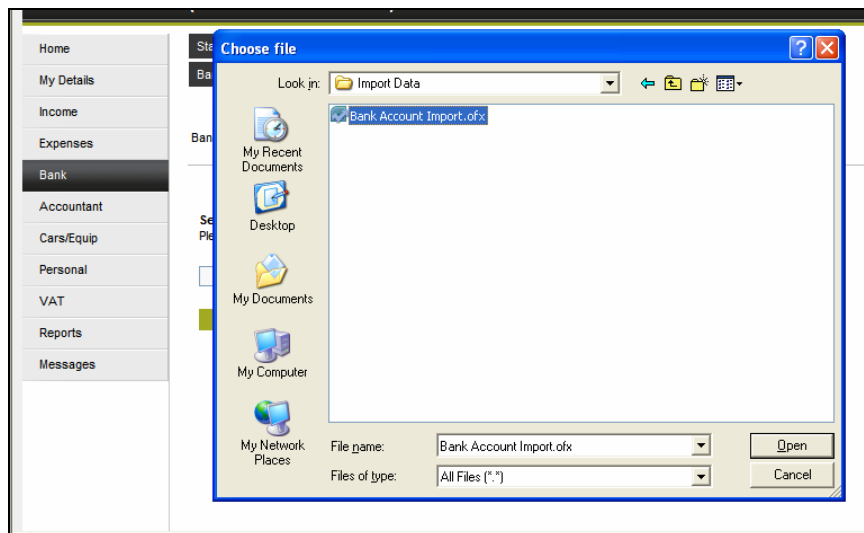 Home
My Details
Income
Expenses
Bank
Accountant
Cars/Equip
Personal
VAT
Reports
Messages
Choose file
Look in:
Import Data
Bank Account Import.ofx
My Recent
Documents
Desktop
My Documents
My Computer
My Network
Places
File name:
Bank Account Import.ofx
Open
Files of type:
All Files (*.*)
Cancel